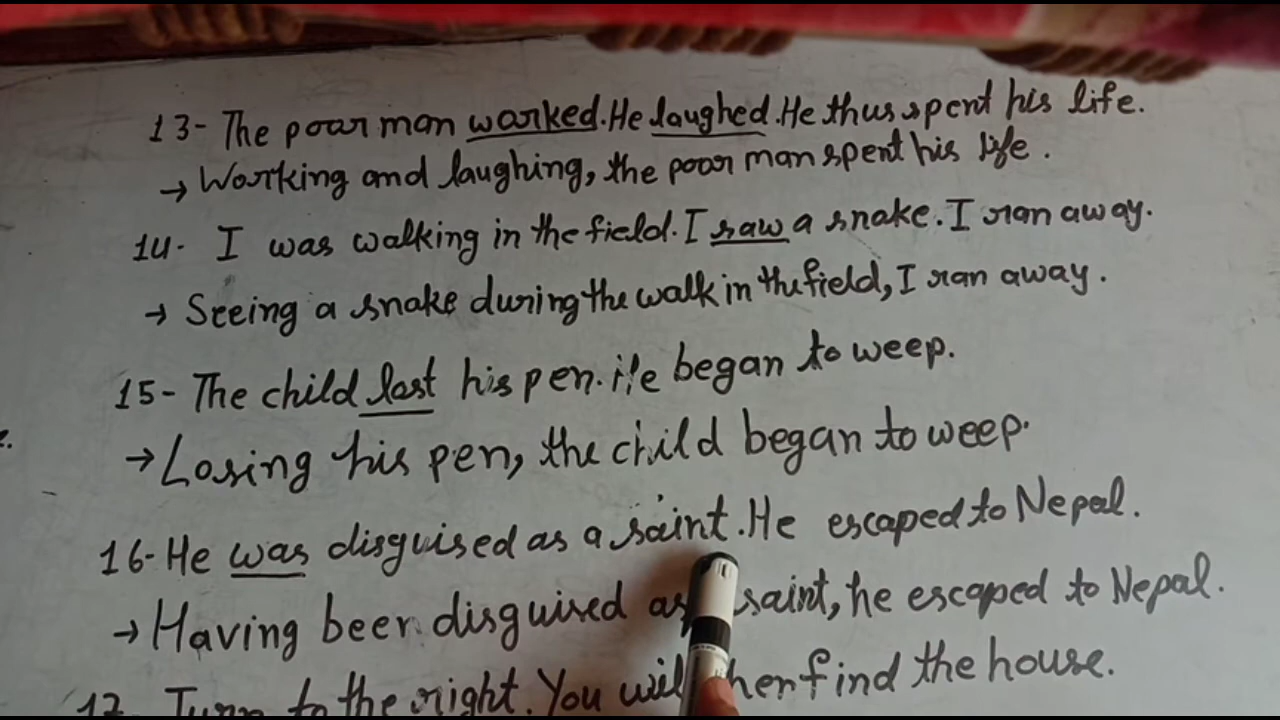 13- The poor man worked. He laughed. He thus spent his life.
→ Working and laughing, the poor man spent his life.
14- I was walking in the field. I saw a snake. I ran away.
→ Seeing a snake during the walk in the field, I ran away.
15- The child lost his pen. He began to weep.
→ Losing his pen, the child began to weep.
16- He was disguised as a saint. He escaped to Nepal.
→ Having been disguised as saint, he escaped to Nepal.
17- Turn to the right. You will then find the house.